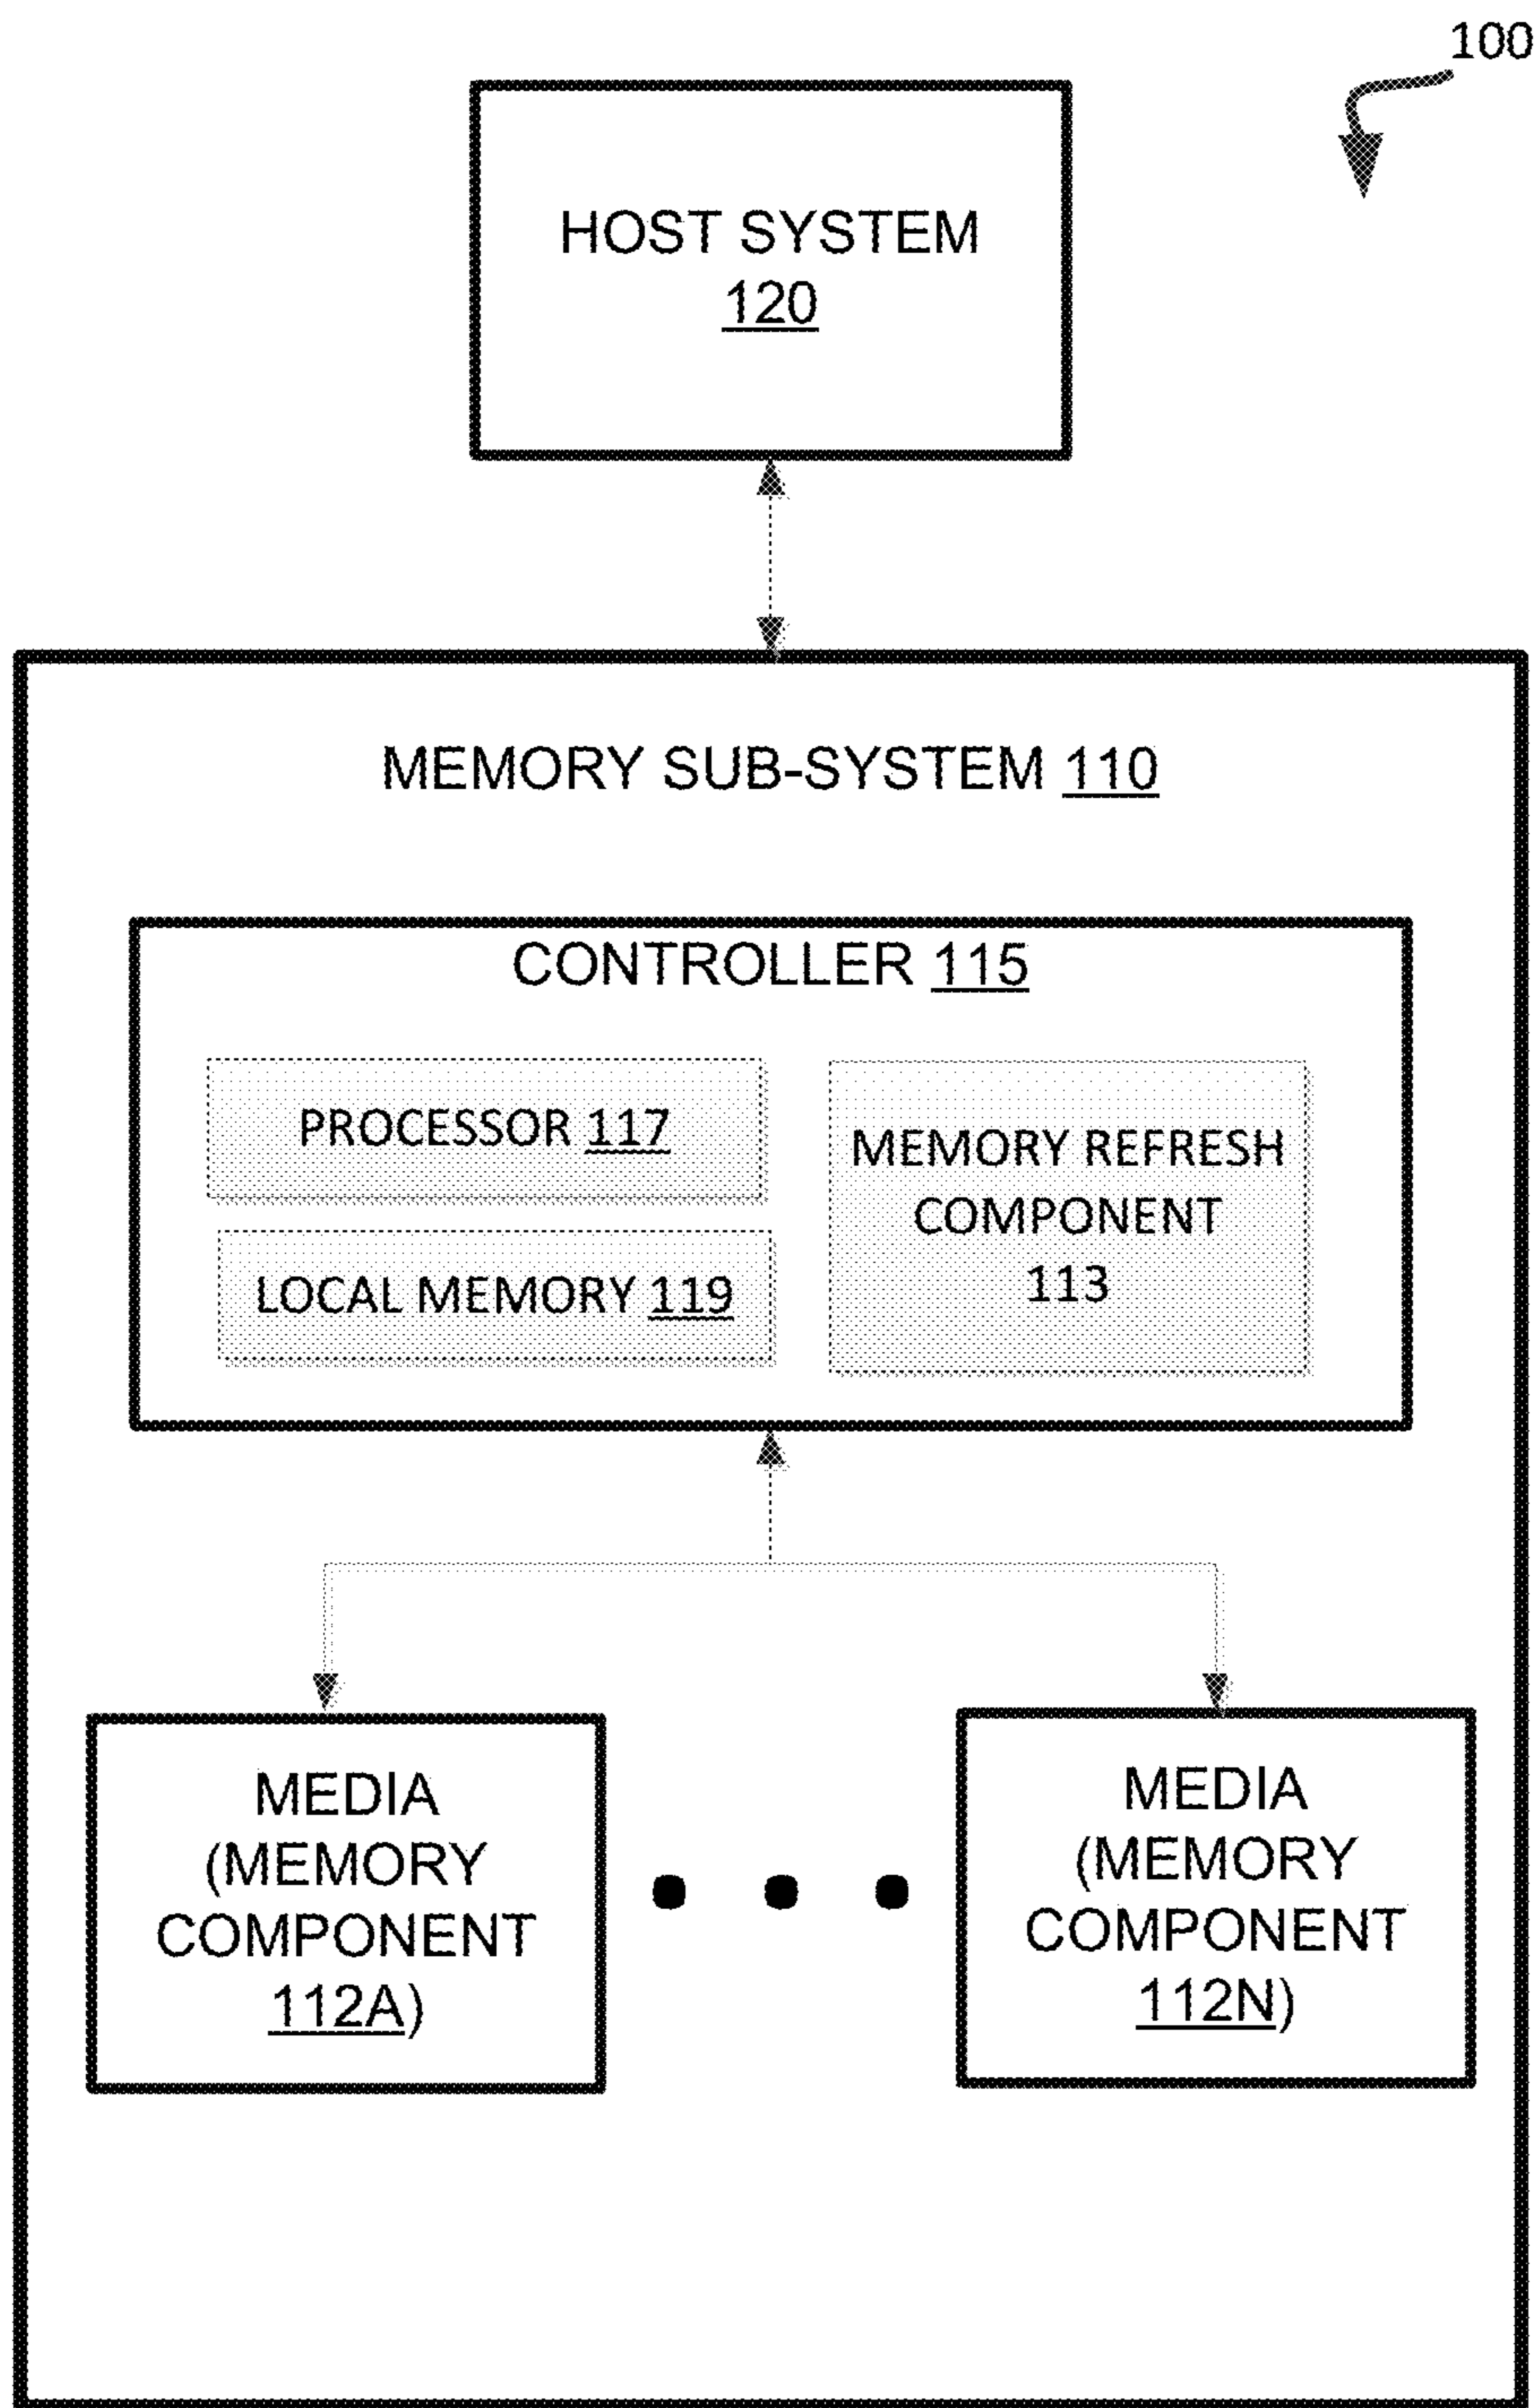 100
HOST SYSTEM
120
MEMORY SUB-SYSTEM 110
CONTROLLER 115
PROCESSOR 117
LOCAL MEMORY 119
MEMORY REFRESH
COMPONENT
113
MEDIA
(MEMORY
COMPONENT
112A)
MEDIA
(MEMORY
COMPONENT
112N)